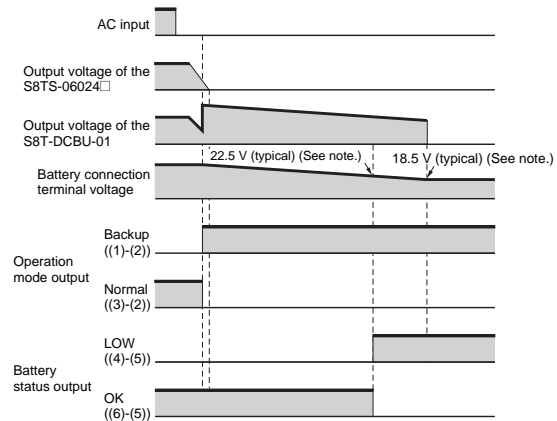 AC input
Output voltage of the
S8TS-06024□
Output voltage of the
S8T-DCBU-01
22.5 V (typical) (See note.)
18.5 V (typical) (See note.)
Battery connection
terminal voltage
Backup
((1)-(2))
Operation
mode output
Normal
((3)-(2))
LOW
((4)-(5))
Battery
status output
OK
((6)-(5))